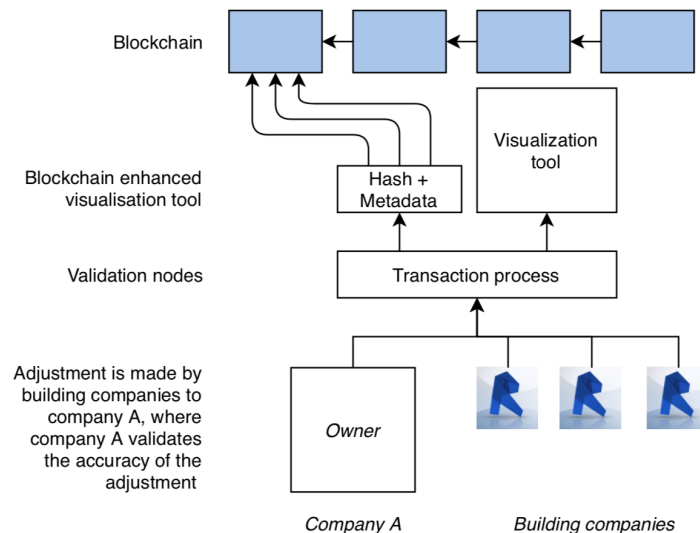 Blockchain
Visualization
tool
Blockchain enhanced
visualisation tool
Hash +
Metadata
Validation nodes
Transaction process
Adjustment is made by
building companies to
company A, where
company A validates
the accuracy of the
adjustment
Owner
Company A
Building companies